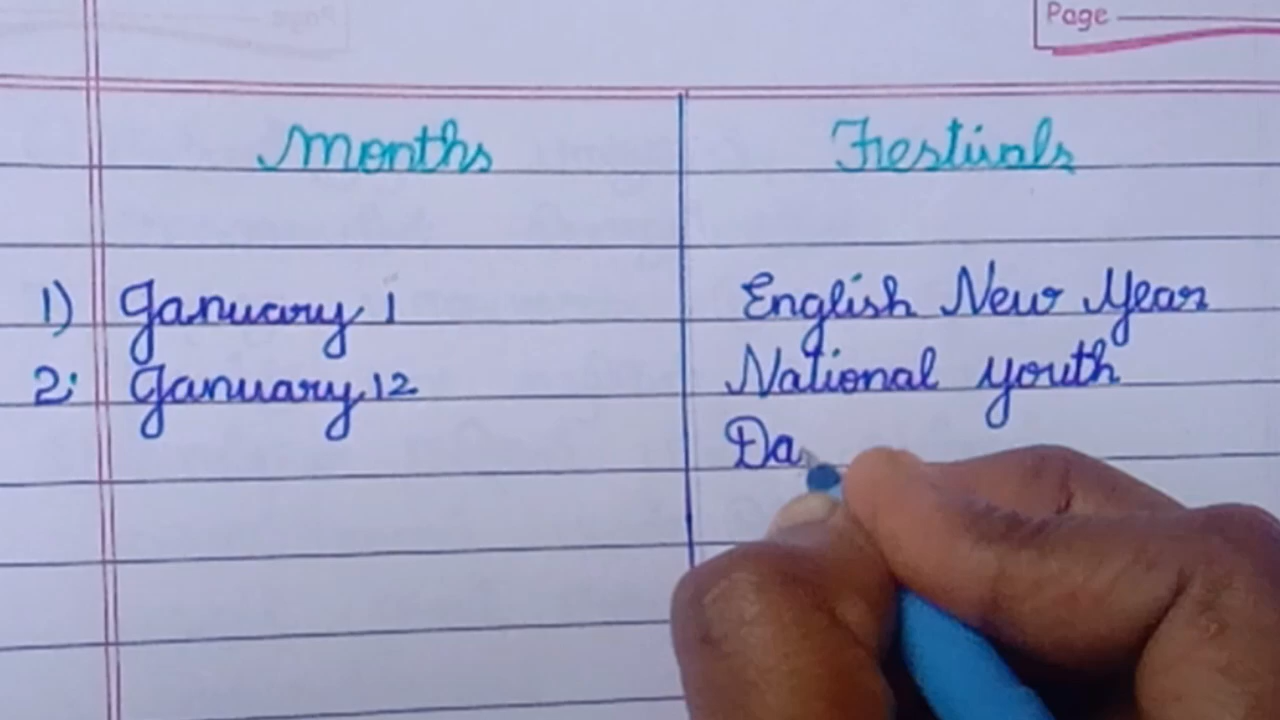 Page
Months Festivals
1) January 1 English New Year
2. January 12 National youth
Da